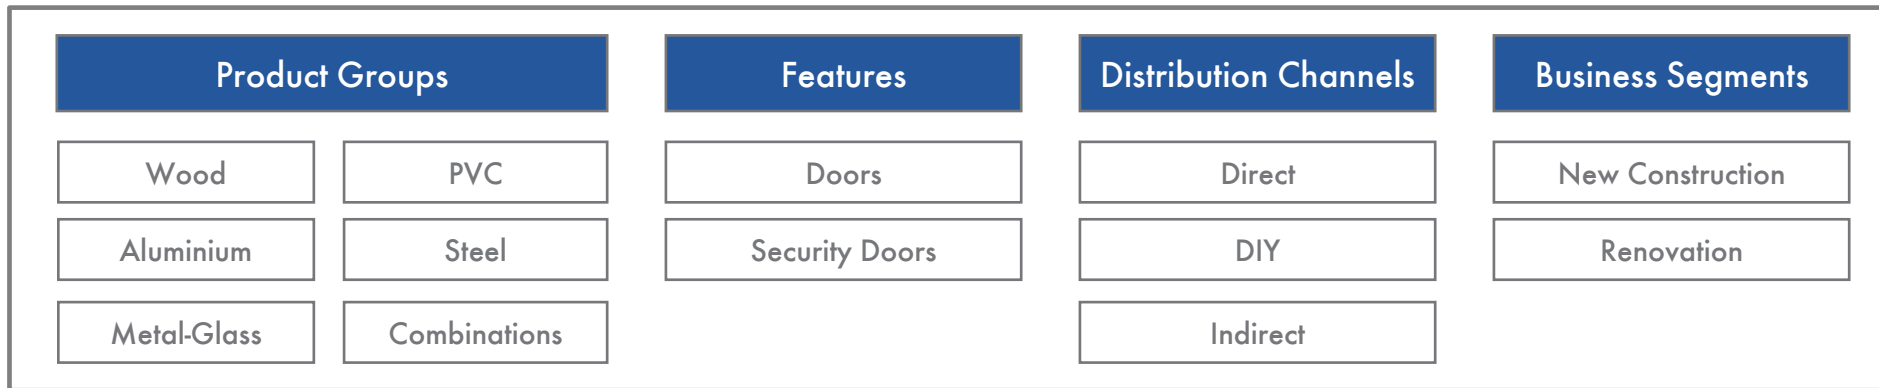 Product Groups
Features
Distribution Channels
Business Segments
Wood
PVC
Doors
Direct
New Construction
Aluminium
Steel
Security Doors
DIY
Renovation
Metal-Glass
Combinations
Indirect